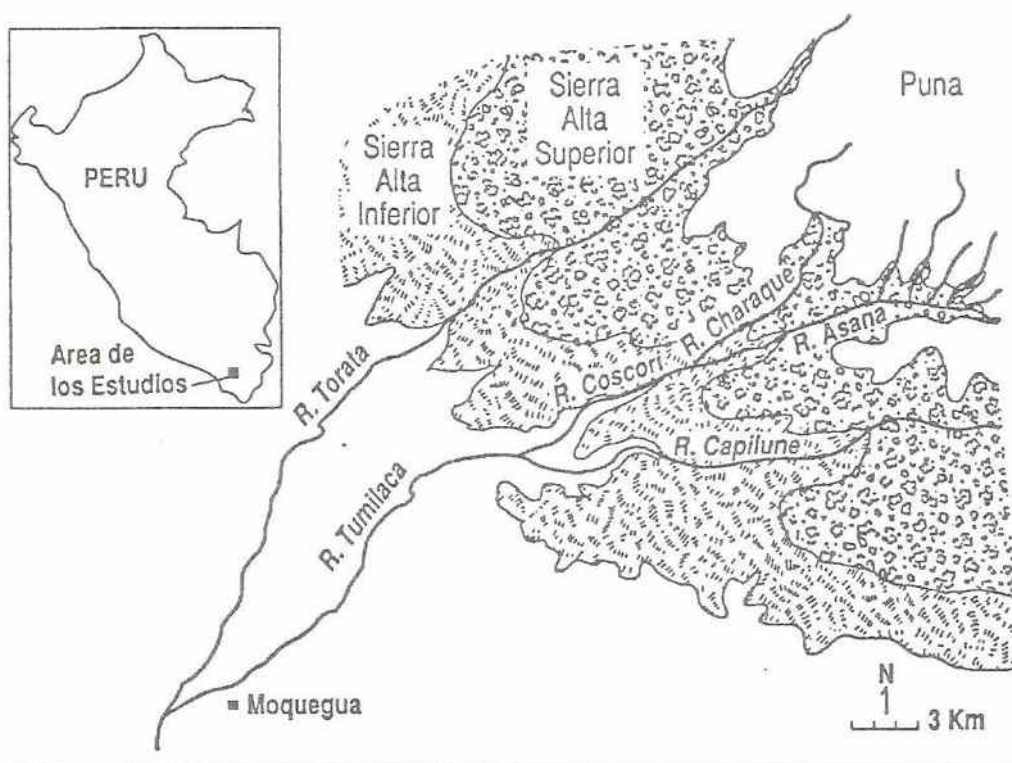 PERU
Area de
los Estudios
Sierra
Alta
Inferior
Sierra
Alta
Superior
Puna
R. Torata
R. Tumilaca
R. Coscori
R. Charaque
R. Asana
R. Capilune
Moquegua
N
3 Km